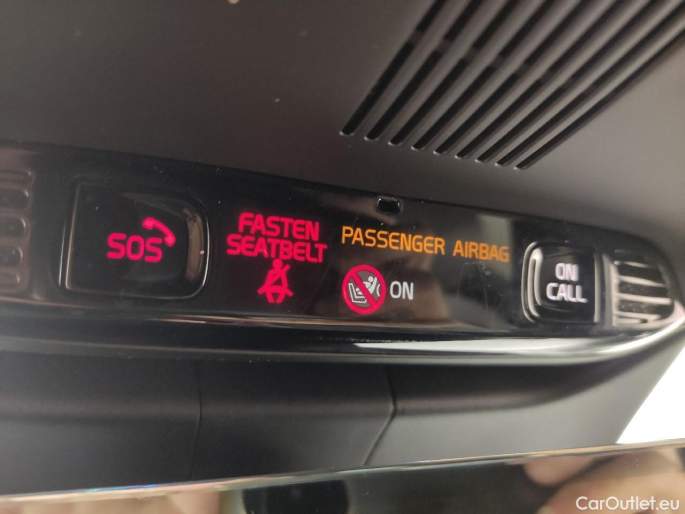 SOS
FASTEN
SEATBELT
PASSENGER AIRBAG
ON
ON
CALL
CarOutlet.eu